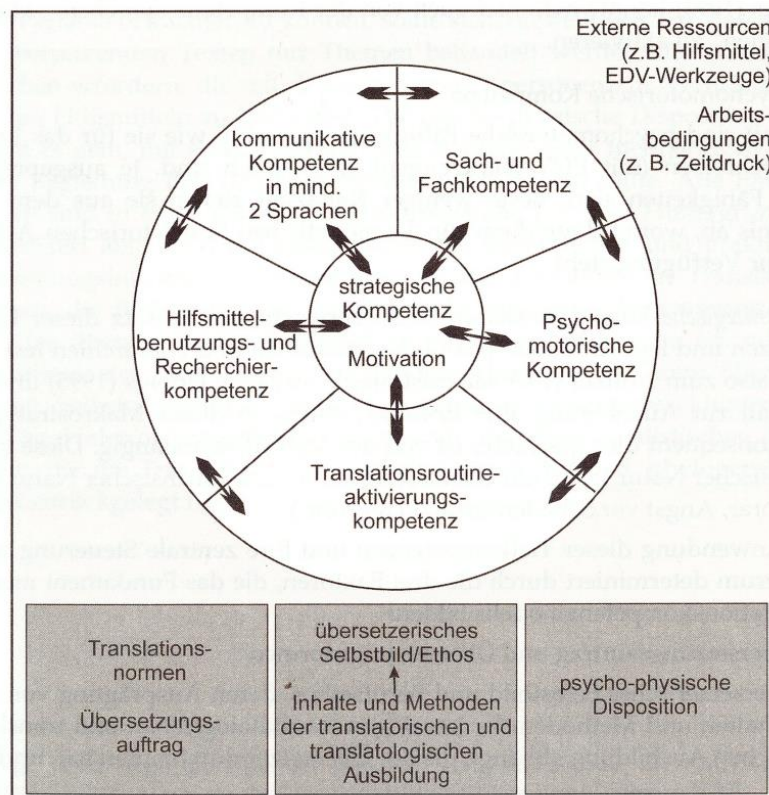 Externe Ressourcen
(z.B. Hilfsmittel,
EDV-Werkzeuge)
Arbeits-
bedingungen
(z. B. Zeitdruck)
kommunikative
Kompetenz
in mind.
2 Sprachen
Sach- und
Fachkompetenz
strategische
Kompetenz
Motivation
Hilfsmittel-
benutzungs- und
Recherchier-
kompetenz
Psycho-
motorische
Kompetenz
Translationsroutine-
aktivierungs-
kompetenz
Translations-
normen
Übersetzungs-
auftrag
übersetzerisches
Selbstbild/Ethos
Inhalte und Methoden
der translatorischen und
translatologischen
Ausbildung
psycho-physische
Disposition